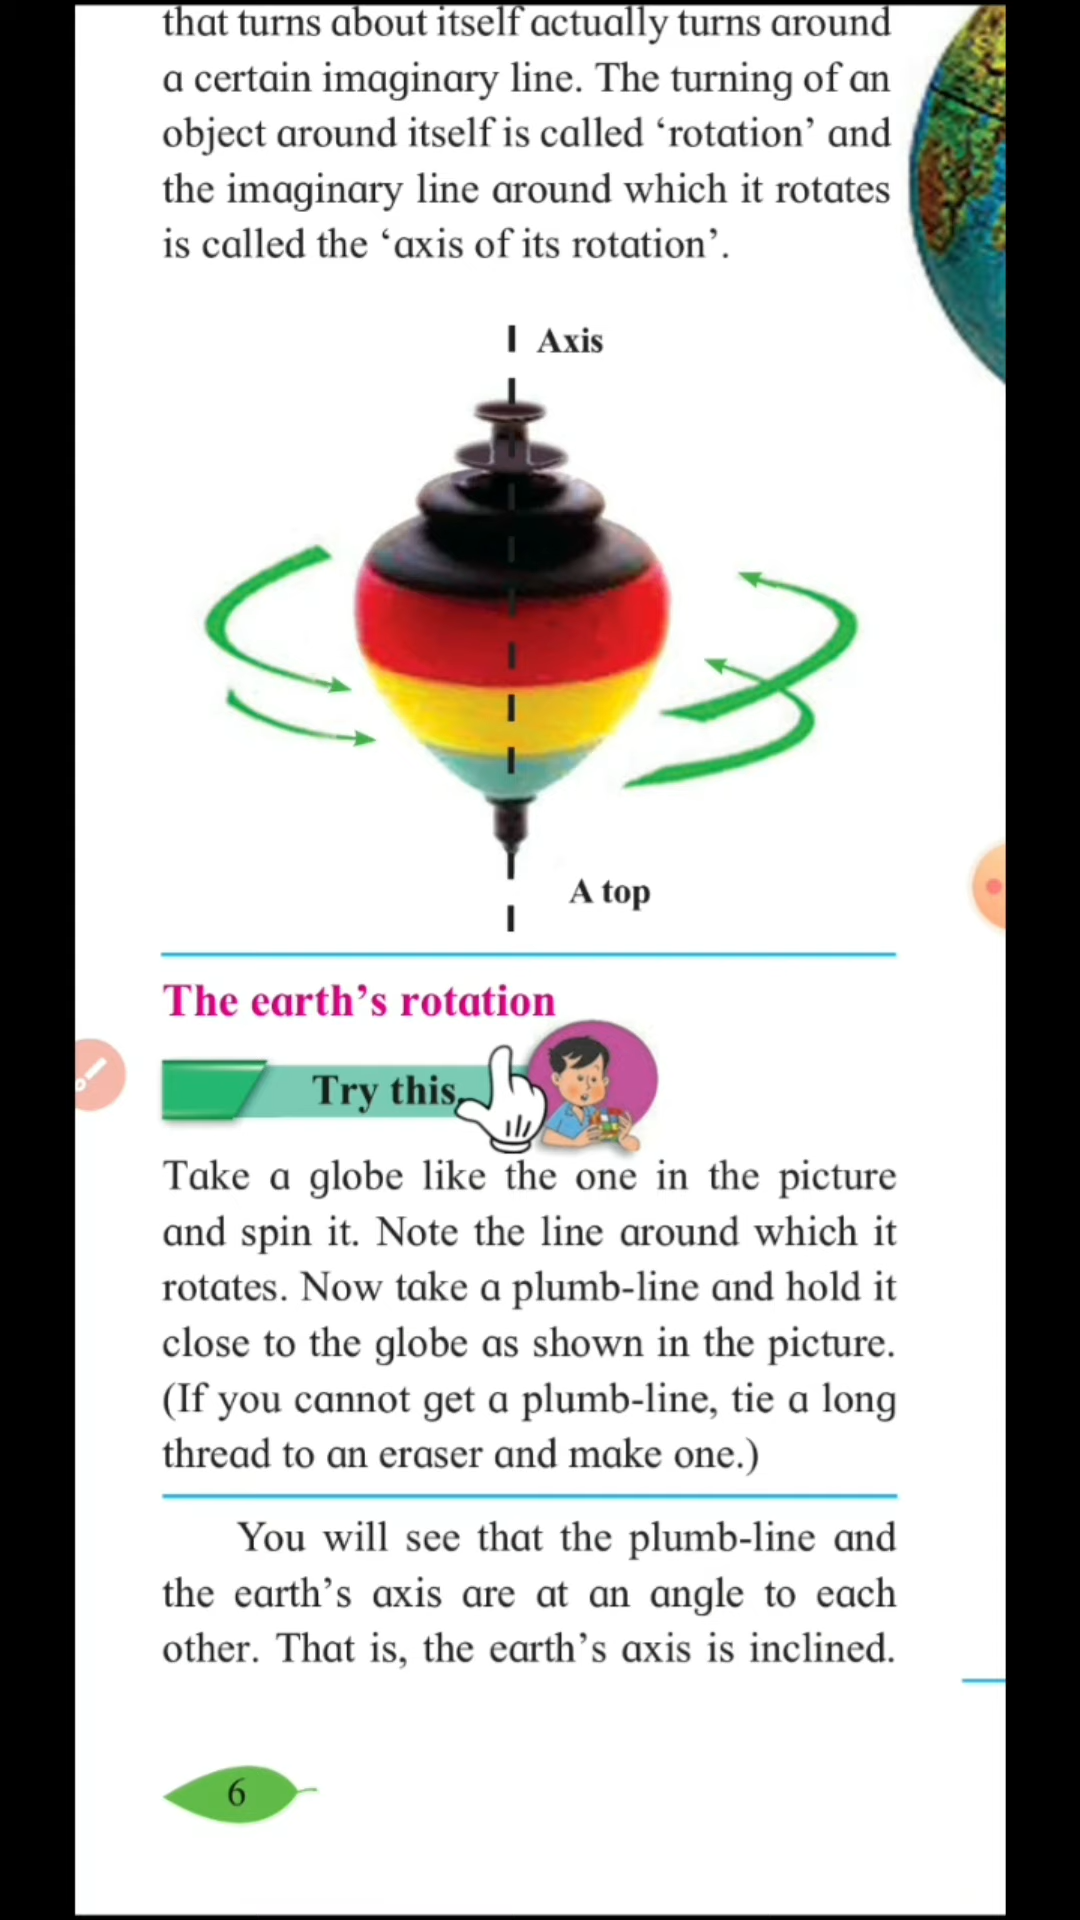 that turns about itself actually turns around
a certain imaginary line. The turning of an
object around itself is called ‘rotation’ and
the imaginary line around which it rotates
is called the ‘axis of its rotation’.
Axis
A top
The earth’s rotation
Try this.
Take a globe like the one in the picture
and spin it. Note the line around which it
rotates. Now take a plumb-line and hold it
close to the globe as shown in the picture.
(If you cannot get a plumb-line, tie a long
thread to an eraser and make one.)
You will see that the plumb-line and
the earth’s axis are at an angle to each
other. That is, the earth’s axis is inclined.
6